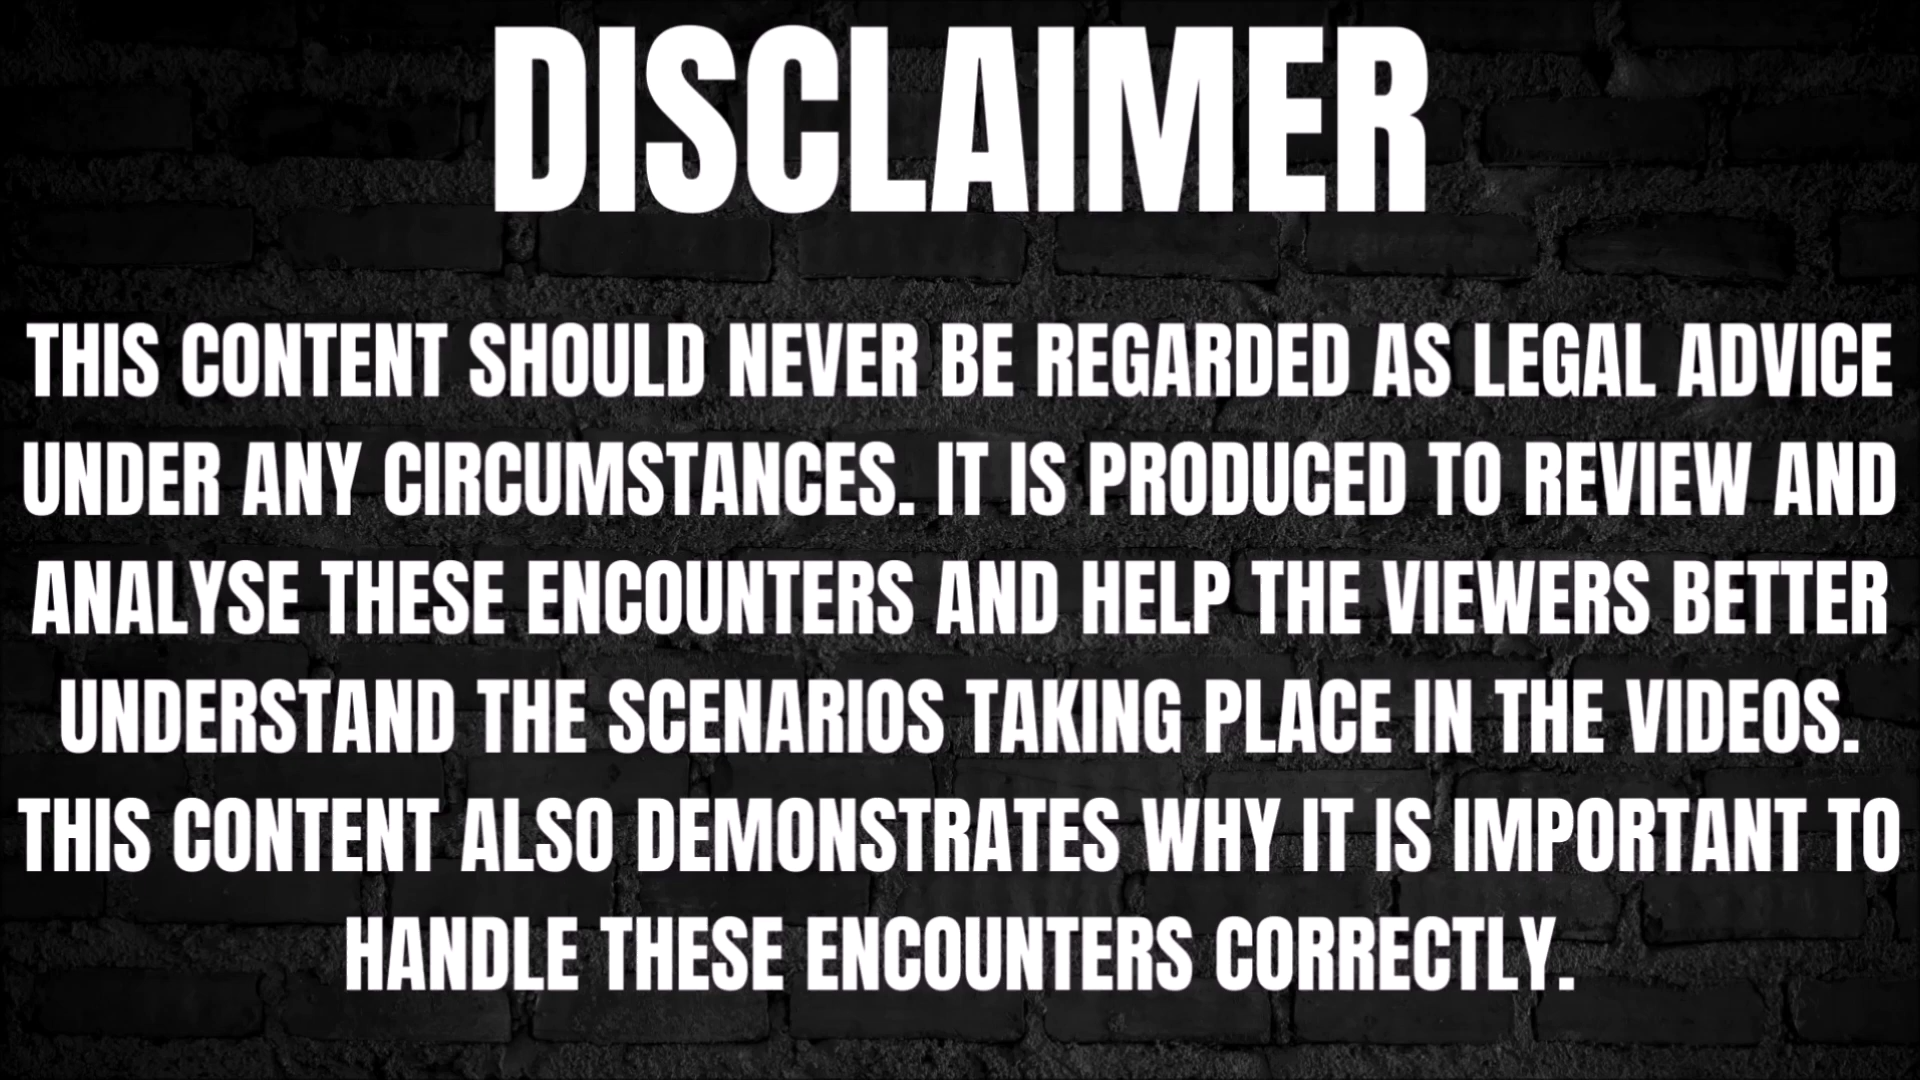 DISCLAIMER
THIS CONTENT SHOULD NEVER BE REGARDED AS LEGAL ADVICE
UNDER ANY CIRCUMSTANCES. IT IS PRODUCED TO REVIEW AND
ANALYSE THESE ENCOUNTERS AND HELP THE VIEWERS BETTER
UNDERSTAND THE SCENARIOS TAKING PLACE IN THE VIDEOS.
THIS CONTENT ALSO DEMONSTRATES WHY IT IS IMPORTANT TO
HANDLE THESE ENCOUNTERS CORRECTLY.